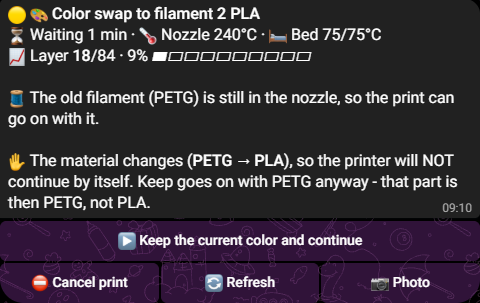 🟡 🎨 Color swap to filament 2 PLA
⏳ Waiting 1 min · 🌡️ Nozzle 240°C · 🛏️ Bed 75/75°C
📈 Layer 18/84 · 9% ▰▱▱▱▱▱▱▱▱▱
🧵 The old filament (PETG) is still in the nozzle, so the print can
go on with it.
✋ The material changes (PETG → PLA), so the printer will NOT
continue by itself. Keep goes on with PETG anyway - that part is
then PETG, not PLA.
09:10
▶️ Keep the current color and continue
⛔ Cancel print
🔄 Refresh
📷 Photo